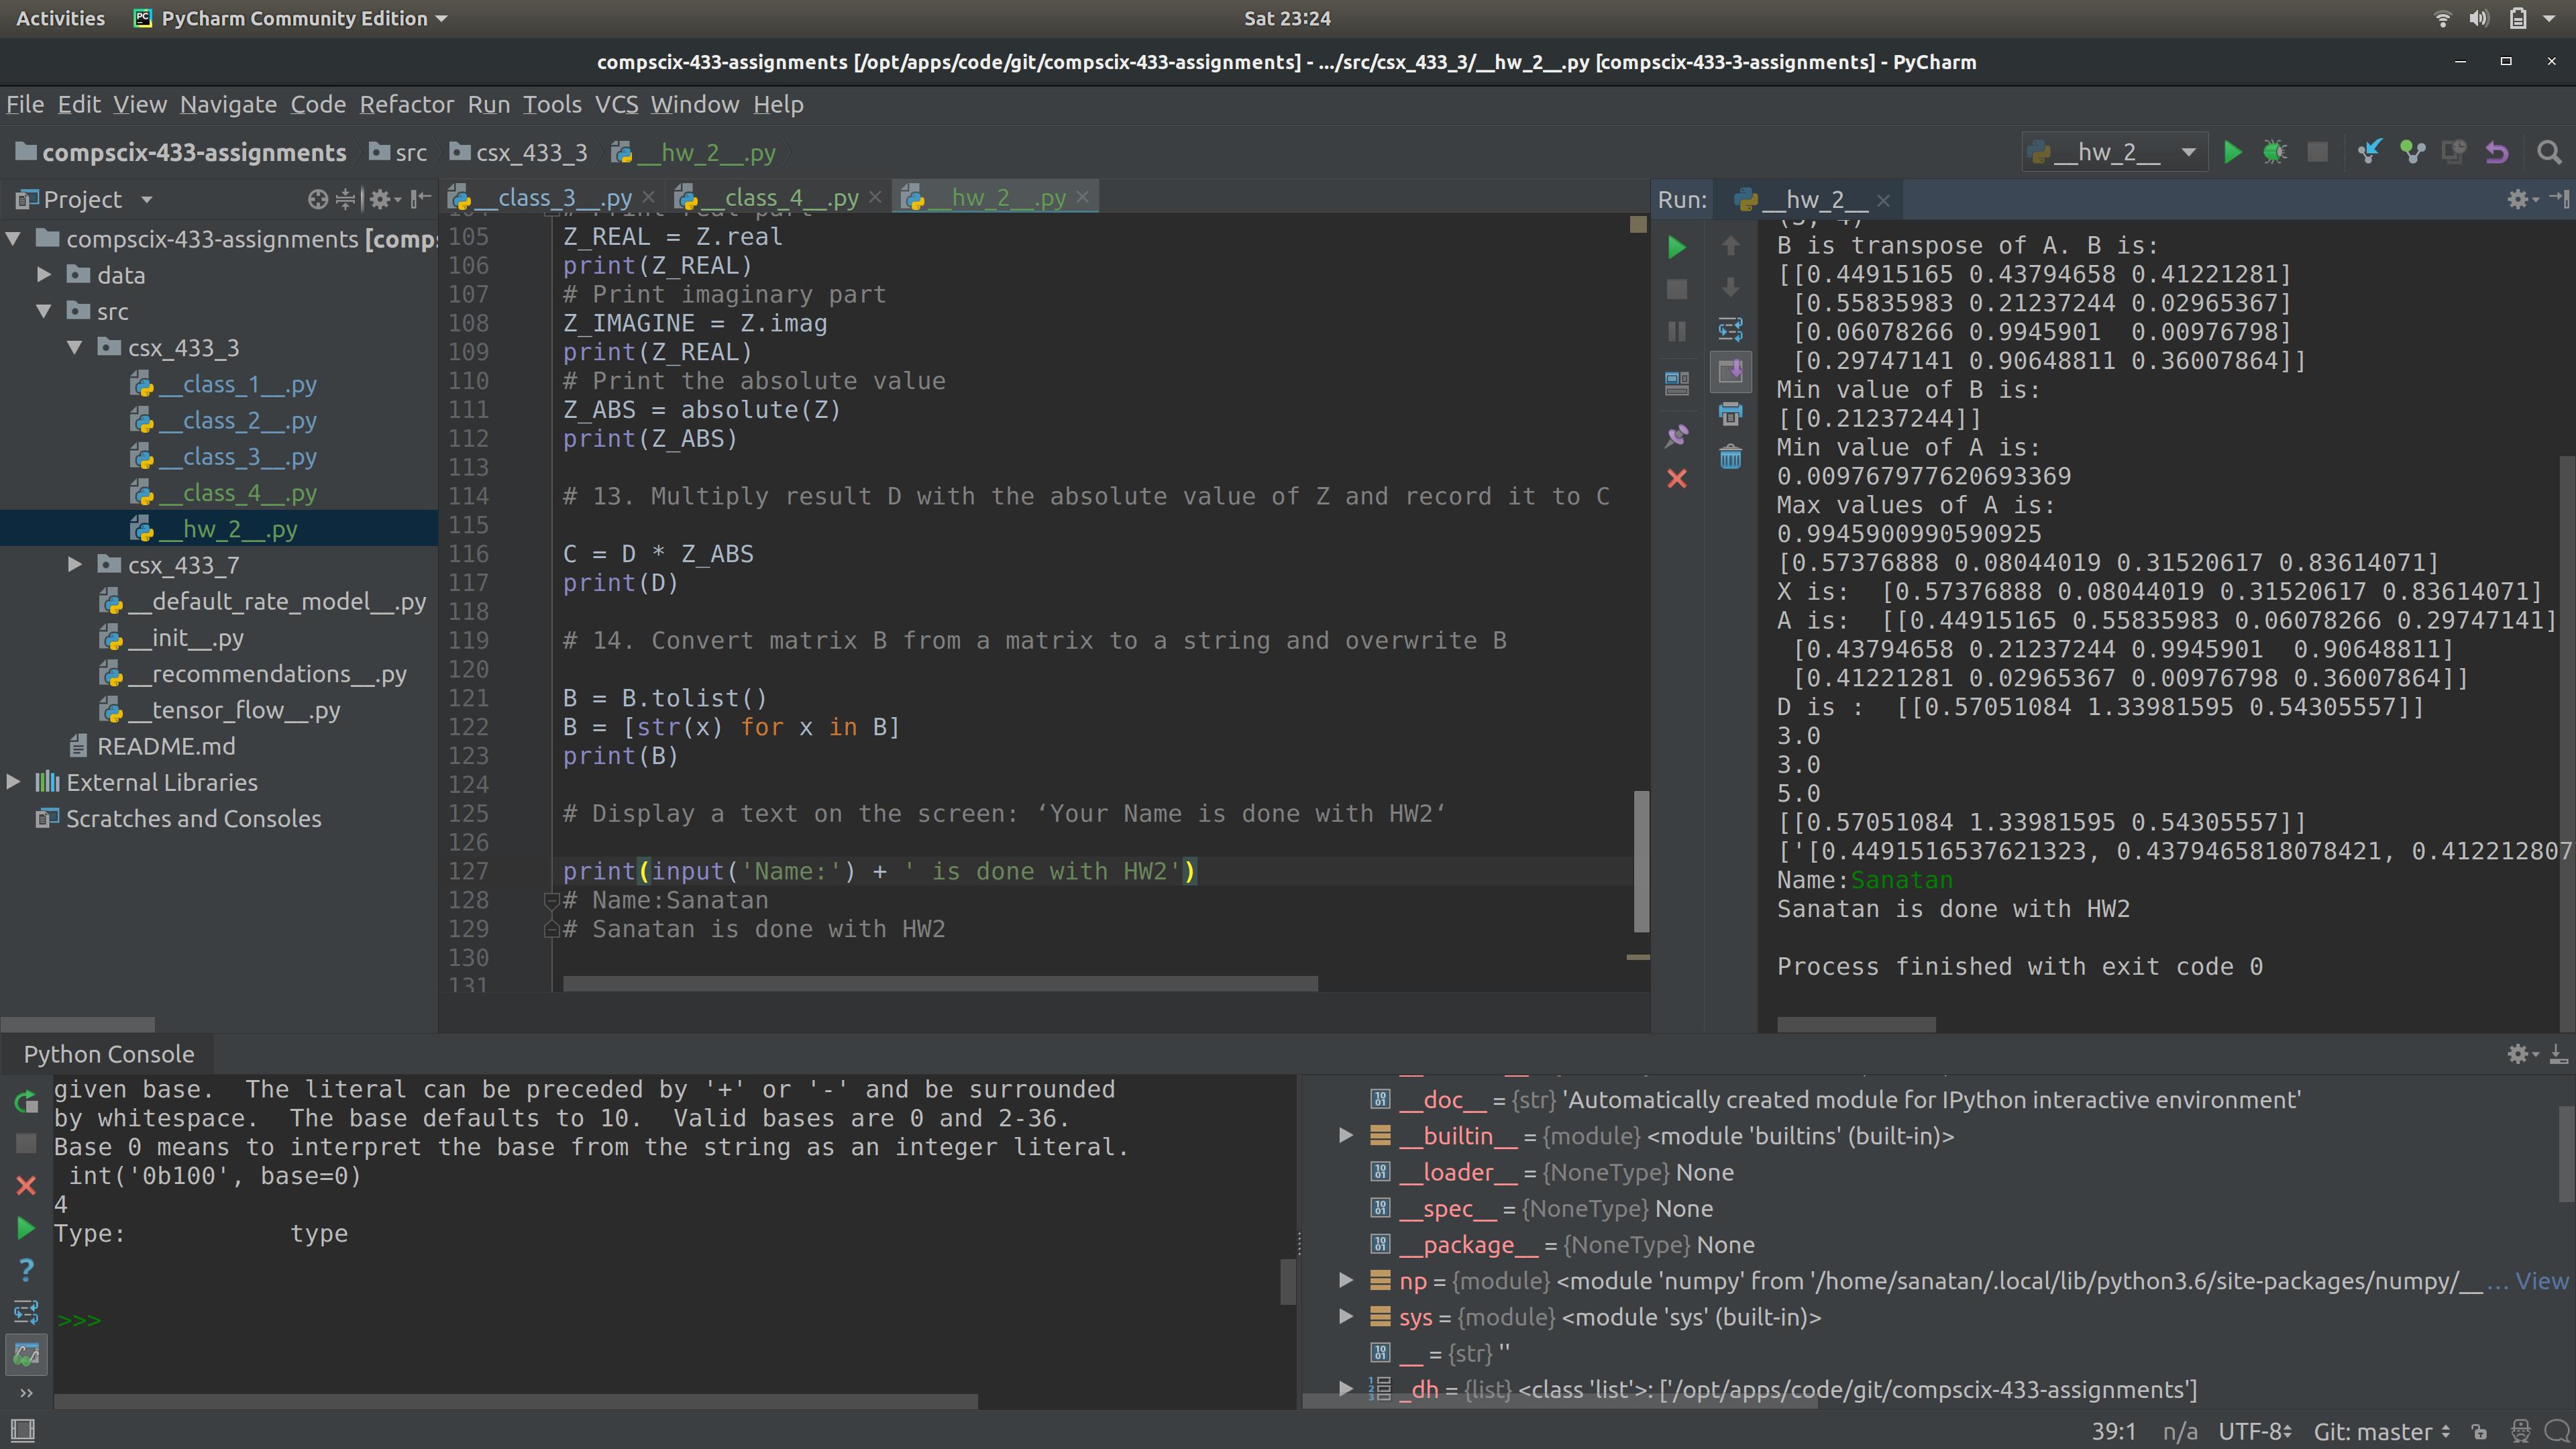 Activities PyCharm Community Edition Sat 23:24
compscix-433-assignments [/opt/apps/code/git/compscix-433-assignments] - .../src/csx_433_3/__hw_2__.py [compscix-433-3-assignments] - PyCharm
File Edit View Navigate Code Refactor Run Tools VCS Window Help
compscix-433-assignments src csx_433_3 __hw_2__.py __hw_2__
Project
compscix-433-assignments [comp
data
src
csx_433_3
__class_1__.py
__class_2__.py
__class_3__.py
__class_4__.py
__hw_2__.py
csx_433_7
__default_rate_model__.py
__init__.py
__recommendations__.py
__tensor_flow__.py
README.md
External Libraries
Scratches and Consoles
__class_3__.py __class_4__.py __hw_2__.py
104 # Print real part
105 Z_REAL = Z.real
106 print(Z_REAL)
107 # Print imaginary part
108 Z_IMAGINE = Z.imag
109 print(Z_REAL)
110 # Print the absolute value
111 Z_ABS = absolute(Z)
112 print(Z_ABS)
113
114 # 13. Multiply result D with the absolute value of Z and record it to C
115
116 C = D * Z_ABS
117 print(D)
118
119 # 14. Convert matrix B from a matrix to a string and overwrite B
120
121 B = B.tolist()
122 B = [str(x) for x in B]
123 print(B)
124
125 # Display a text on the screen: ‘Your Name is done with HW2‘
126
127 print(input('Name:') + ' is done with HW2')
128 # Name:Sanatan
129 # Sanatan is done with HW2
130
131
Run: __hw_2__
(3, 4)
B is transpose of A. B is:
[[0.44915165 0.43794658 0.41221281]
 [0.55835983 0.21237244 0.02965367]
 [0.06078266 0.9945901  0.00976798]
 [0.29747141 0.90648811 0.36007864]]
Min value of B is:
[[0.21237244]]
Min value of A is:
0.0097679776206933​69
Max values of A is:
0.9945900990590925
[0.57376888 0.08044019 0.31520617 0.83614071]
X is:  [0.57376888 0.08044019 0.31520617 0.83614071]
A is:  [[0.44915165 0.55835983 0.06078266 0.29747141]
 [0.43794658 0.21237244 0.9945901  0.90648811]
 [0.41221281 0.02965367 0.00976798 0.36007864]]
D is :  [[0.57051084 1.33981595 0.54305557]]
3.0
3.0
5.0
[[0.57051084 1.33981595 0.54305557]]
['[0.4491516537621323, 0.4379465818078421, 0.412212807
Name:Sanatan
Sanatan is done with HW2
Process finished with exit code 0
Python Console
given base.  The literal can be preceded by '+' or '-' and be surrounded
by whitespace.  The base defaults to 10.  Valid bases are 0 and 2-36.
Base 0 means to interpret the base from the string as an integer literal.
 int('0b100', base=0)
4
Type:           type
>>>
__doc__ = {str} 'Automatically created module for IPython interactive environment'
__builtin__ = {module} <module 'builtins' (built-in)>
__loader__ = {NoneType} None
__spec__ = {NoneType} None
__package__ = {NoneType} None
np = {module} <module 'numpy' from '/home/sanatan/.local/lib/python3.6/site-packages/numpy/__ ... View
sys = {module} <module 'sys' (built-in)>
__ = {str} ''
_dh = {list} <class 'list'>: ['/opt/apps/code/git/compscix-433-assignments']
39:1 n/a UTF-8 Git: master